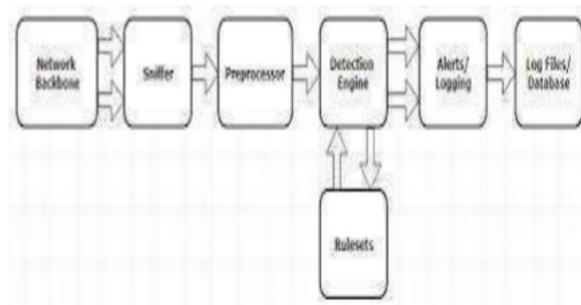 Network
Backbone
Sniffer
Preprocessor
Detection
Engine
Alerts/
Logging
Log Files/
Database
Rulesets